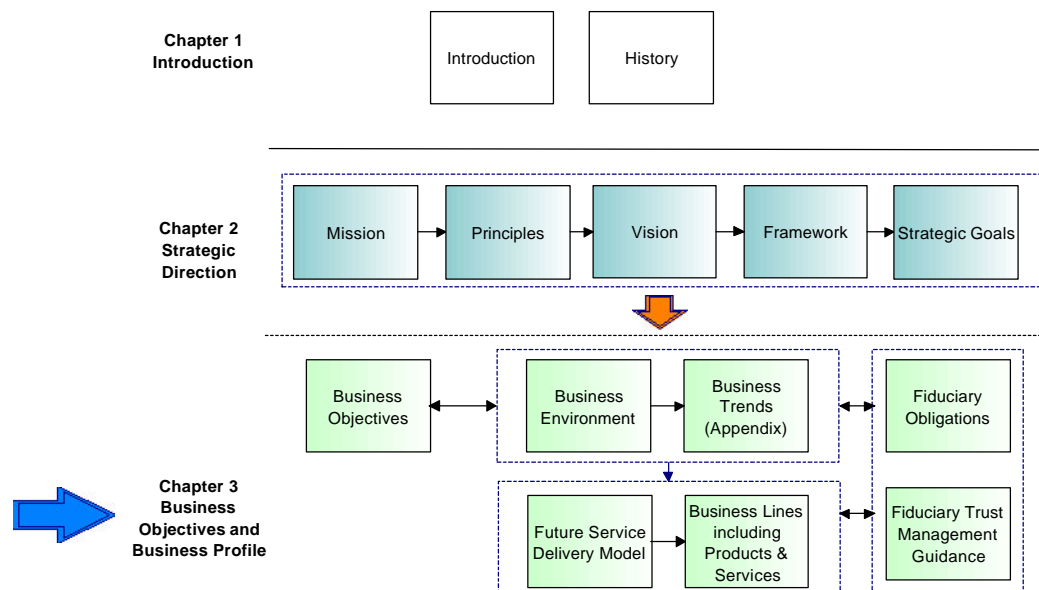 Chapter 1
Introduction
Introduction
History
Chapter 2
Strategic
Direction
Mission
Principles
Vision
Framework
Strategic Goals
Business
Objectives
Business
Environment
Business
Trends
(Appendix)
Fiduciary
Obligations
Chapter 3
Business
Objectives and
Business Profile
Future Service
Delivery Model
Business Lines
including
Products &
Services
Fiduciary Trust
Management
Guidance